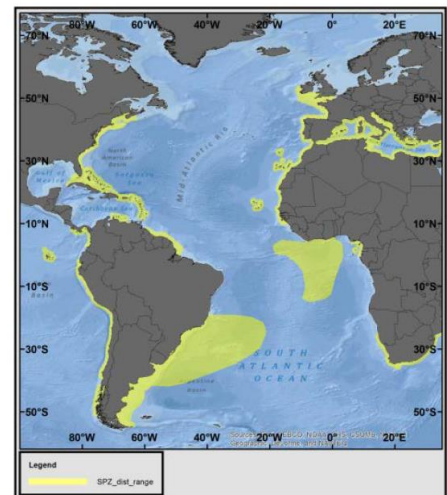 80°W 60°W 40°W 20°W 0° 20°E
70°N 70°N
50°N 50°N
North
American
Basin
Mid-Atlantic
30°N 30°N
Gulf of
Mexico
Sargasso
Sea
Caribbean Sea
10°N 10°N
Basin
10°S 10°S
30°S 30°S
SOUTH
ATLANTIC
OCEAN
Basin
50°S 50°S
80°W 60°W 40°W 20°W 0° 20°E
Legend
SPZ_dist_range